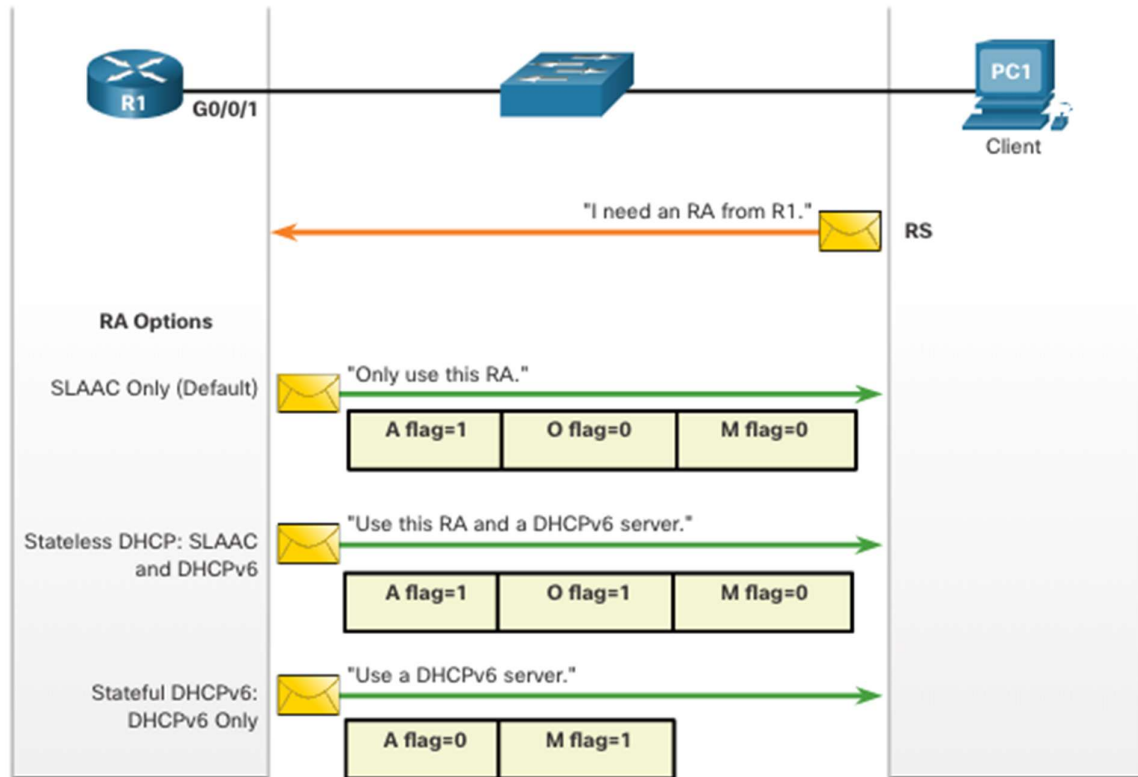 R1
G0/0/1
PC1
Client
"I need an RA from R1."
RS
RA Options
SLAAC Only (Default)
"Only use this RA."
A flag=1
O flag=0
M flag=0
Stateless DHCP: SLAAC
and DHCPv6
"Use this RA and a DHCPv6 server."
A flag=1
O flag=1
M flag=0
Stateful DHCPv6:
DHCPv6 Only
"Use a DHCPv6 server."
A flag=0
M flag=1